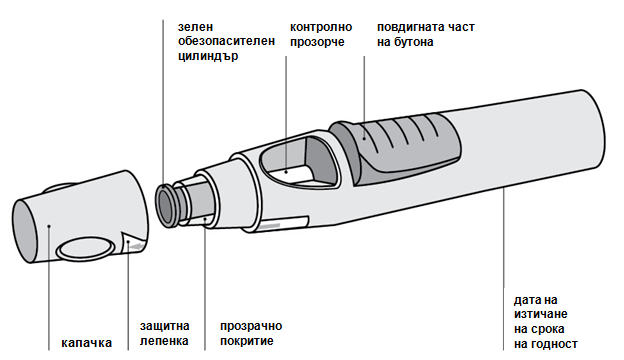 зелен
обезопасителен
цилиндър
контролно
прозорче
повдигната част
на бутона
капачка
защитна
лепенка
прозрачно
покритие
дата на
изтичане
на срока
на годност